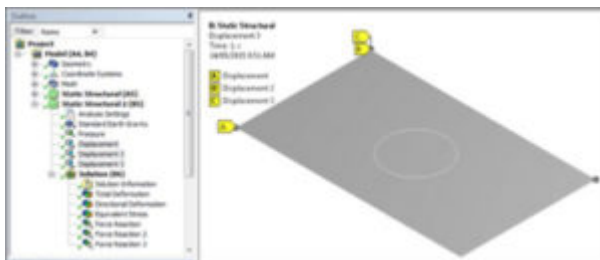 Outline
Filter: Name
Project
Model (A4, B4)
Geometry
Coordinate Systems
Mesh
Static Structural (A5)
Static Structural 2 (B5)
Analysis Settings
Standard Earth Gravity
Pressure
Displacement
Displacement 2
Displacement 3
Solution (B6)
Solution Information
Total Deformation
Directional Deformation
Equivalent Stress
Force Reaction
Force Reaction 2
Force Reaction 3
B: Static Structural
Displacement 3
Time: 1. s
A Displacement
B Displacement 2
C Displacement 3
A